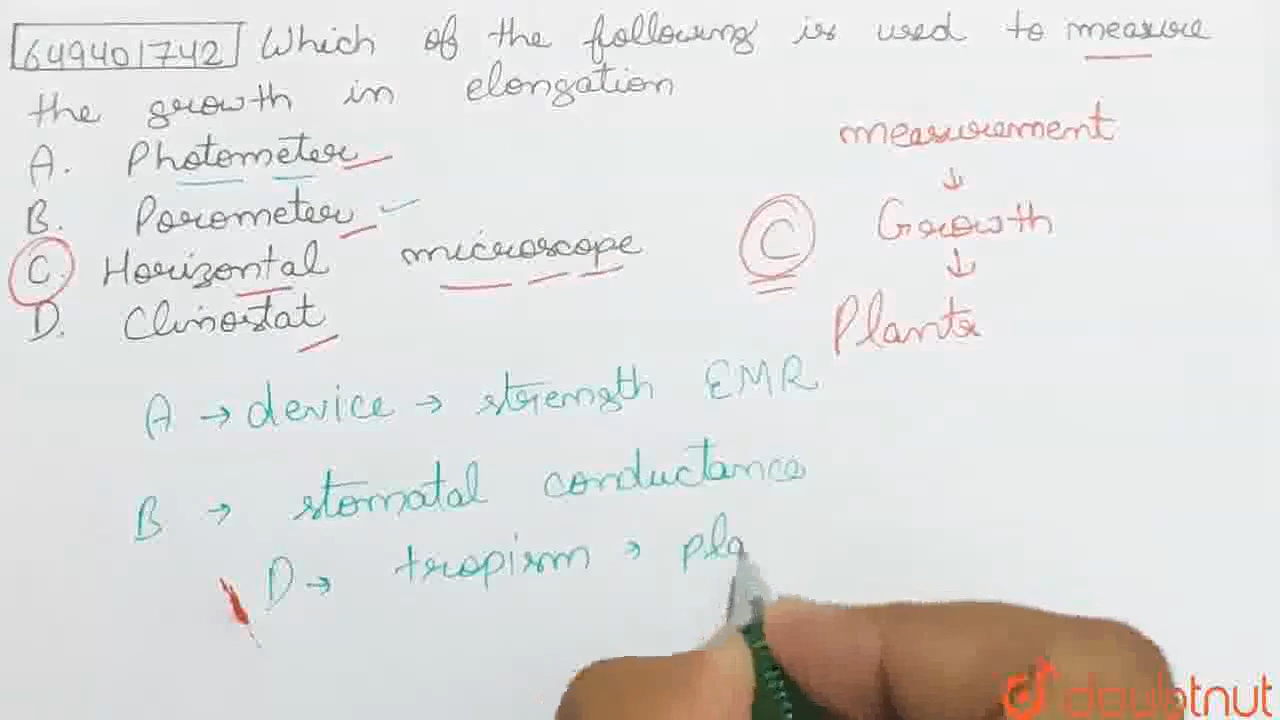 649401742 Which of the following is used to measure
the growth in elongation
A. Photometer
B. Porometer
C. Horizontal microscope
D. Clinostat
measurement
↓
Growth
↓
Plants
C
A → device → strength EMR
B → stomatal conductance
D → tropism → pla
doubtnut